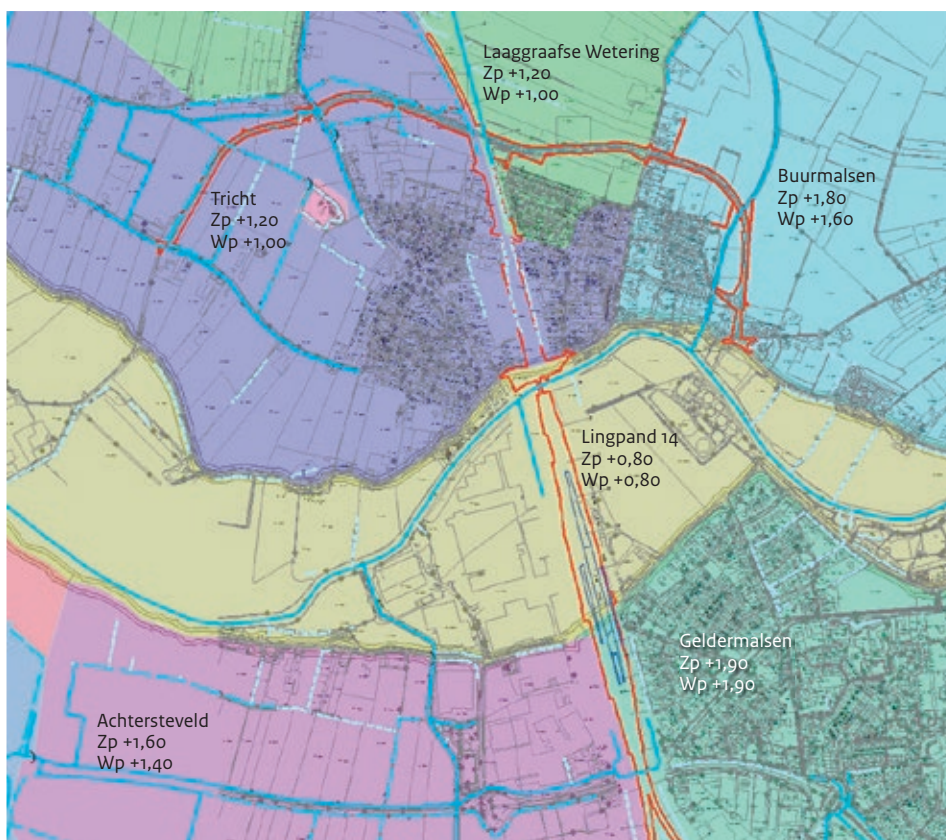 Laaggraafse Wetering
Zp +1,20
Wp +1,00
Buurmalsen
Zp +1,80
Wp +1,60
Tricht
Zp +1,20
Wp +1,00
Lingpand 14
Zp +0,80
Wp +0,80
Geldermalsen
Zp +1,90
Wp +1,90
Achtersteveld
Zp +1,60
Wp +1,40